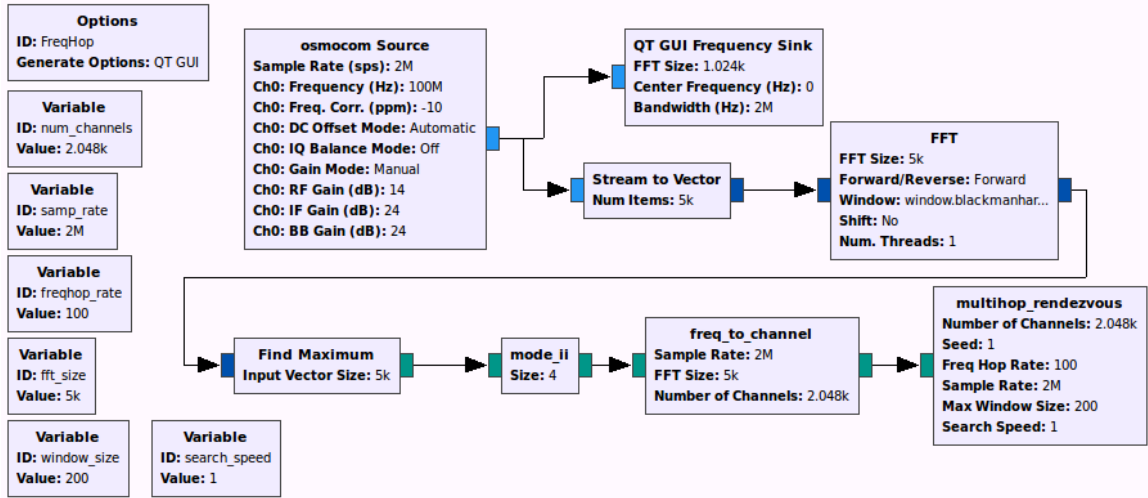 Options
ID: FreqHop
Generate Options: QT GUI
Variable
ID: num_channels
Value: 2.048k
Variable
ID: samp_rate
Value: 2M
Variable
ID: freqhop_rate
Value: 100
Variable
ID: fft_size
Value: 5k
Variable
ID: window_size
Value: 200
Variable
ID: search_speed
Value: 1
osmocom Source
Sample Rate (sps): 2M
Ch0: Frequency (Hz): 100M
Ch0: Freq. Corr. (ppm): -10
Ch0: DC Offset Mode: Automatic
Ch0: IQ Balance Mode: Off
Ch0: Gain Mode: Manual
Ch0: RF Gain (dB): 14
Ch0: IF Gain (dB): 24
Ch0: BB Gain (dB): 24
QT GUI Frequency Sink
FFT Size: 1.024k
Center Frequency (Hz): 0
Bandwidth (Hz): 2M
Stream to Vector
Num Items: 5k
FFT
FFT Size: 5k
Forward/Reverse: Forward
Window: window.blackmanhar...
Shift: No
Num. Threads: 1
Find Maximum
Input Vector Size: 5k
mode_ii
Size: 4
freq_to_channel
Sample Rate: 2M
FFT Size: 5k
Number of Channels: 2.048k
multihop_rendezvous
Number of Channels: 2.048k
Seed: 1
Freq Hop Rate: 100
Sample Rate: 2M
Max Window Size: 200
Search Speed: 1